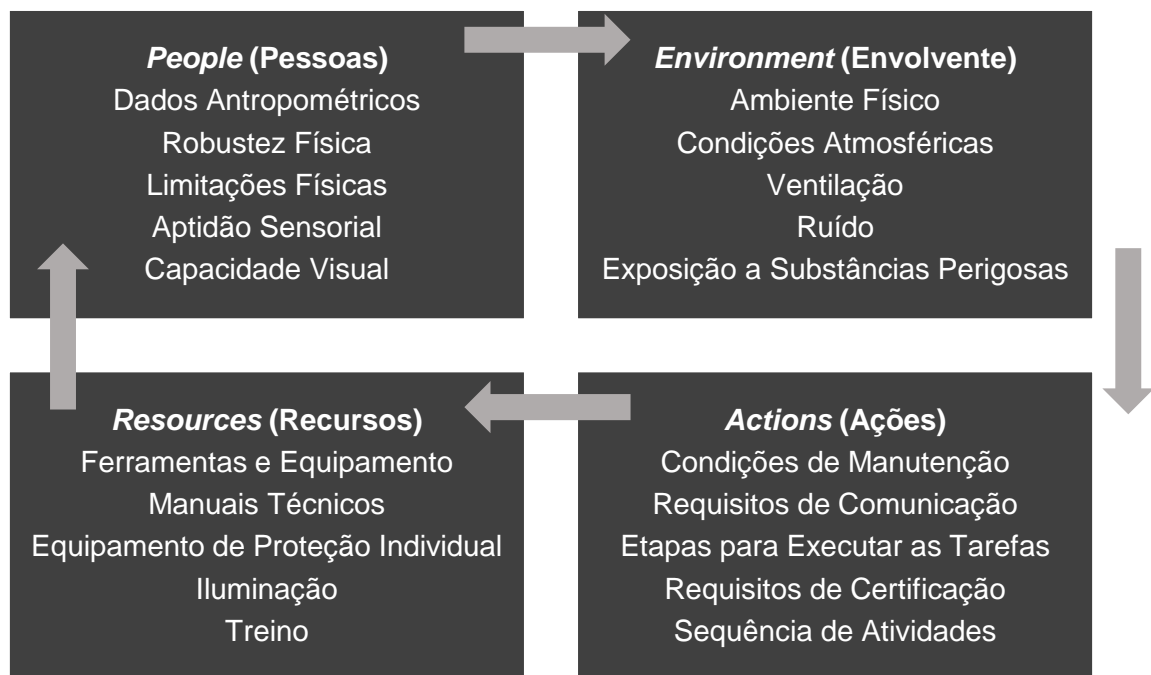 People (Pessoas)
Dados Antropométricos
Robustez Física
Limitações Físicas
Aptidão Sensorial
Capacidade Visual
Environment (Envolvente)
Ambiente Físico
Condições Atmosféricas
Ventilação
Ruído
Exposição a Substâncias Perigosas
Resources (Recursos)
Ferramentas e Equipamento
Manuais Técnicos
Equipamento de Proteção Individual
Iluminação
Treino
Actions (Ações)
Condições de Manutenção
Requisitos de Comunicação
Etapas para Executar as Tarefas
Requisitos de Certificação
Sequência de Atividades